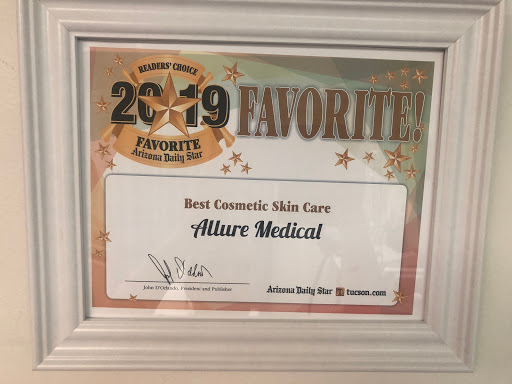 READERS' CHOICE
2019
FAVORITE
Arizona Daily Star
FAVORITE!
Best Cosmetic Skin Care
Allure Medical
John D'Orlando, President and Publisher
Arizona Daily Star tucson.com